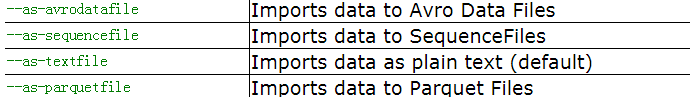 --as-avrodatafile Imports data to Avro Data Files
--as-sequencefile Imports data to SequenceFiles
--as-textfile Imports data as plain text (default)
--as-parquetfile Imports data to Parquet Files